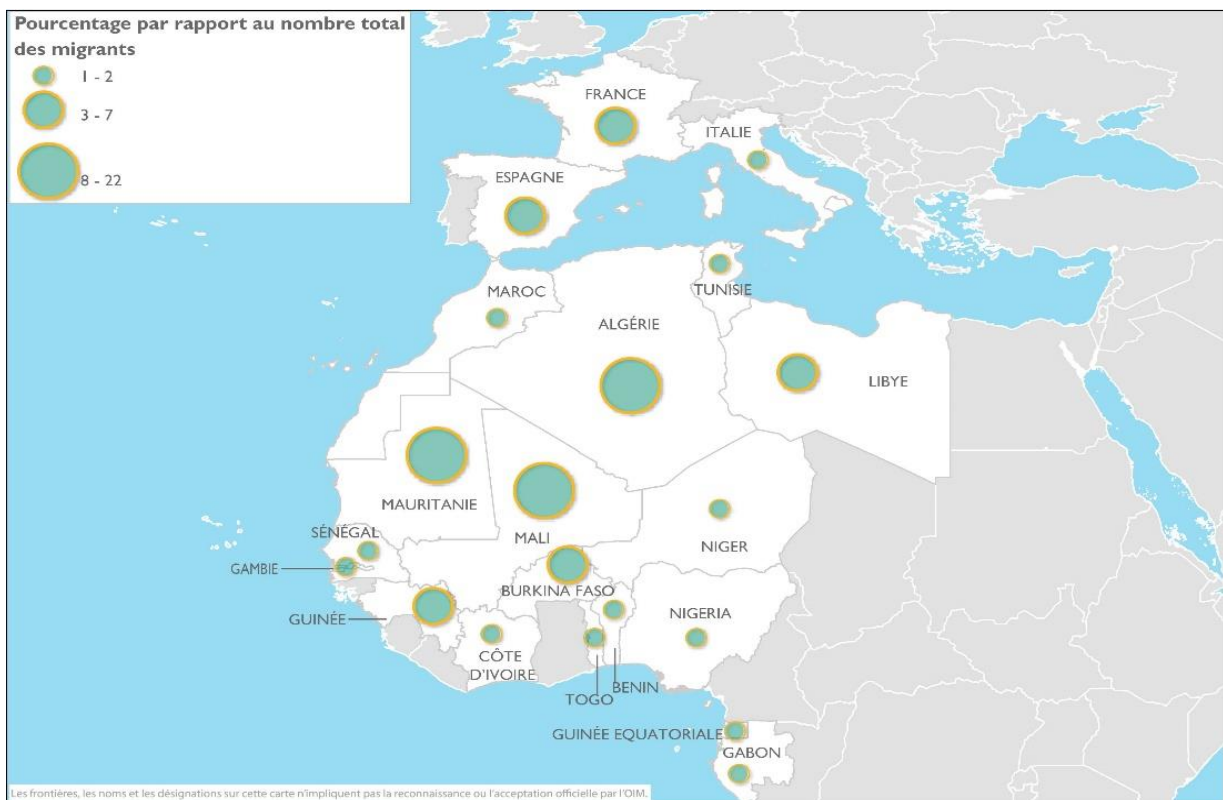 Pourcentage par rapport au nombre total
des migrants
1 - 2
3 - 7
8 - 22
FRANCE
ITALIE
ESPAGNE
MAROC
TUNISIE
ALGÉRIE
LIBYE
MAURITANIE
MALI
NIGER
SÉNÉGAL
GAMBIE
BURKINA FASO
NIGERIA
GUINÉE
CÔTE
D'IVOIRE
TOGO
BENIN
GUINÉE EQUATORIALE
GABON
Les frontières, les noms et les désignations sur cette carte n'impliquent pas la reconnaissance ou l'acceptation officielle par l'OIM.